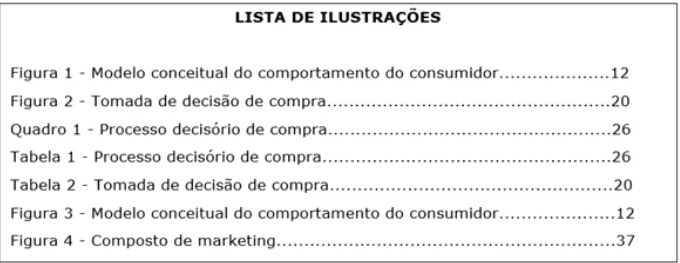 LISTA DE ILUSTRAÇÕES
Figura 1 - Modelo conceitual do comportamento do consumidor....................12
Figura 2 - Tomada de decisão de compra...................................................20
Quadro 1 - Processo decisório de compra...................................................26
Tabela 1 - Processo decisório de compra....................................................26
Tabela 2 - Tomada de decisão de compra...................................................20
Figura 3 - Modelo conceitual do comportamento do consumidor.....................12
Figura 4 - Composto de marketing.............................................................37